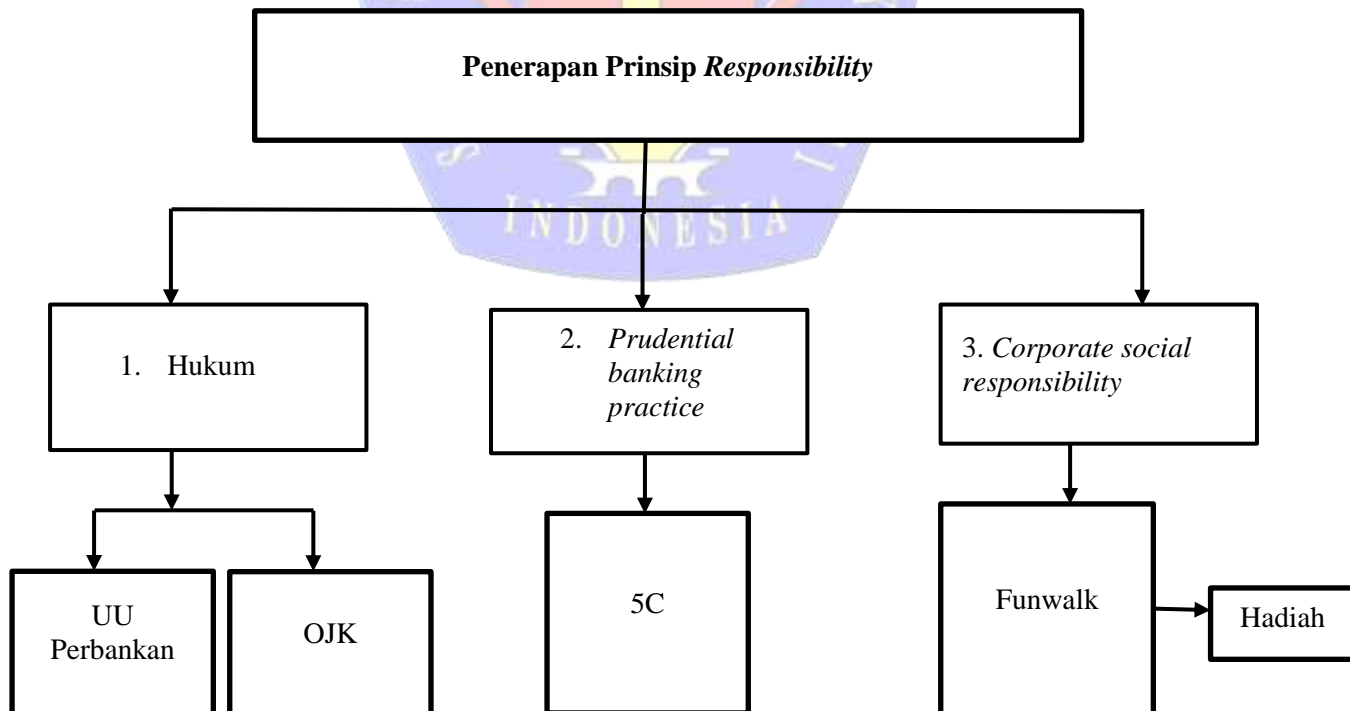 Penerapan Prinsip Responsibility
INDONESIA
1. Hukum
2. Prudential
banking
practice
3. Corporate social
responsibility
UU
Perbankan
OJK
5C
Funwalk
Hadiah